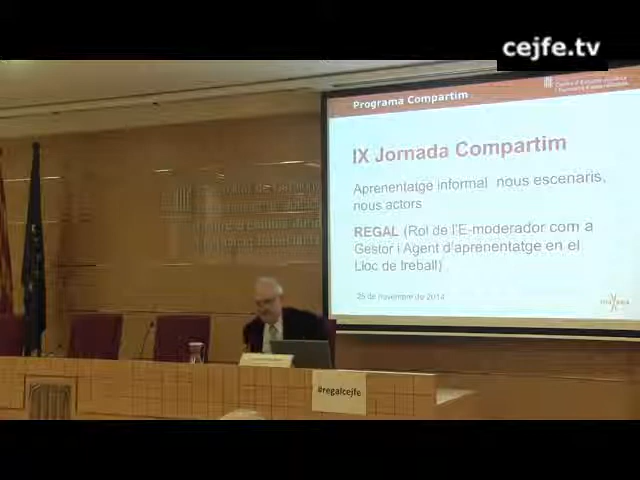 cejfe.tv
Programa Compartim
IX Jornada Compartim
Aprenentatge informal nous escenaris,
nous actors
REGAL (Rol de l'E-moderador com a
Gestor i Agent d'aprenentatge en el
Lloc de treball)
25 de novembre de 2014
#regalcejfe